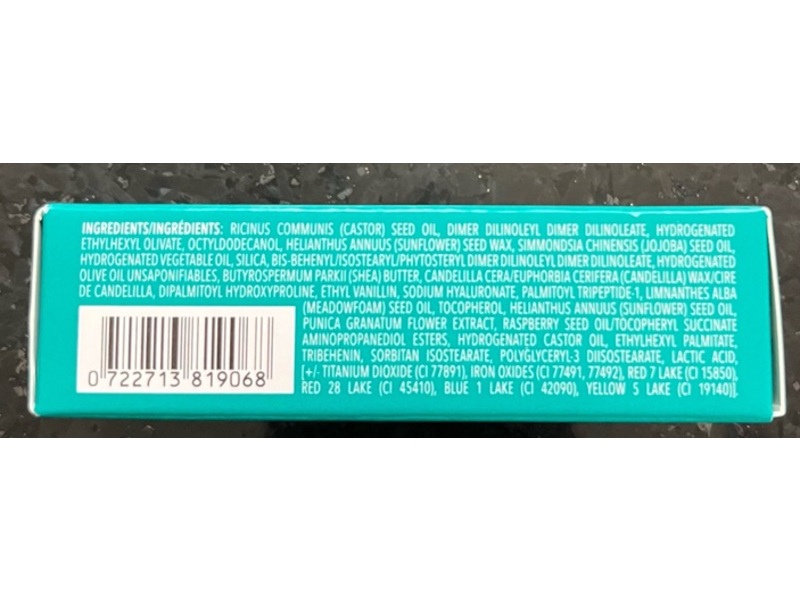 INGREDIENTS/INGRÉDIENTS: RICINUS COMMUNIS (CASTOR) SEED OIL, DIMER DILINOLEYL DIMER DILINOLEATE, HYDROGENATED
ETHYLHEXYL OLIVATE, OCTYLDODECANOL, HELIANTHUS ANNUUS (SUNFLOWER) SEED WAX, SIMMONDSIA CHINENSIS (JOJOBA) SEED OIL,
HYDROGENATED VEGETABLE OIL, SILICA, BIS-BEHENYL/ISOSTEARYL/PHYTOSTERYL DIMER DILINOLEYL DIMER DILINOLEATE, HYDROGENATED
OLIVE OIL UNSAPONIFIABLES, BUTYROSPERMUM PARKII (SHEA) BUTTER, CANDELILLA CERA/EUPHORBIA CERIFERA (CANDELILLA) WAX/CIRE
DE CANDELILLA, DIPALMITOYL HYDROXYPROLINE, ETHYL VANILLIN, SODIUM HYALURONATE, PALMITOYL TRIPEPTIDE-1, LIMNANTHES ALBA
(MEADOWFOAM) SEED OIL, TOCOPHEROL, HELIANTHUS ANNUUS (SUNFLOWER) SEED OIL,
PUNICA GRANATUM FLOWER EXTRACT, RASPBERRY SEED OIL/TOCOPHERYL SUCCINATE
AMINOPROPANEDIOL ESTERS, HYDROGENATED CASTOR OIL, ETHYLHEXYL PALMITATE,
TRIBEHENIN, SORBITAN ISOSTEARATE, POLYGLYCERYL-3 DIISOSTEARATE, LACTIC ACID,
[+/- TITANIUM DIOXIDE (CI 77891), IRON OXIDES (CI 77491, 77492), RED 7 LAKE (CI 15850),
RED 28 LAKE (CI 45410), BLUE 1 LAKE (CI 42090), YELLOW 5 LAKE (CI 19140)].
0 722713 819068